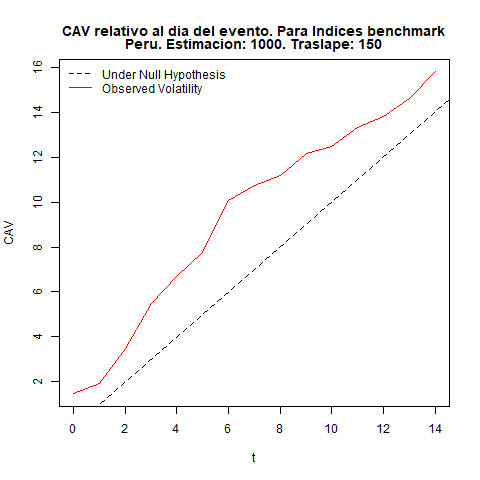 CAV relativo al dia del evento. Para Indices benchmark
Peru. Estimacion: 1000. Traslape: 150
Under Null Hypothesis
Observed Volatility
CAV
16
14
12
10
8
6
4
2
0 2 4 6 8 10 12 14
t